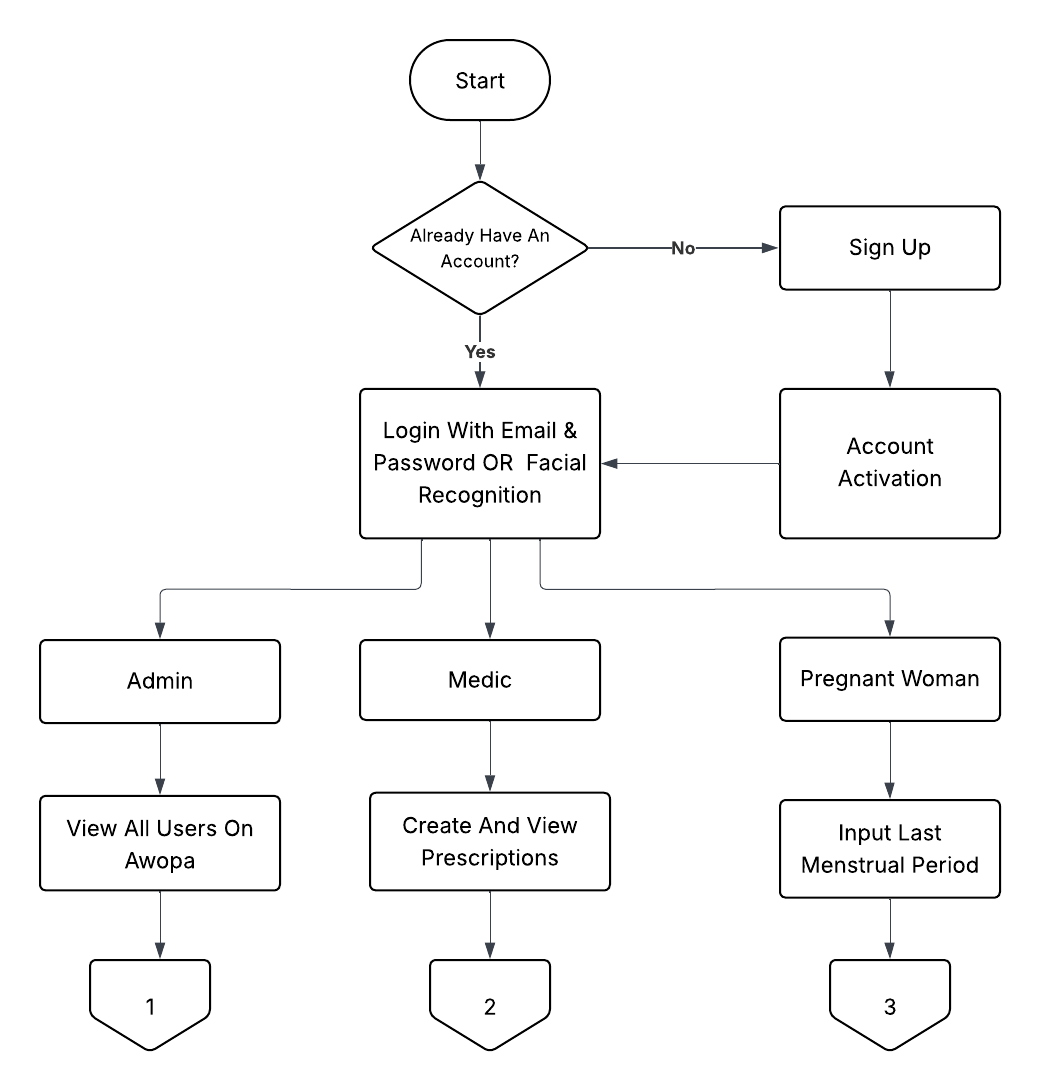 Start
Already Have An
Account?
No
Sign Up
Yes
Login With Email &
Password OR  Facial
Recognition
Account
Activation
Admin
Medic
Pregnant Woman
View All Users On
Awopa
Create And View
Prescriptions
Input Last
Menstrual Period
1
2
3